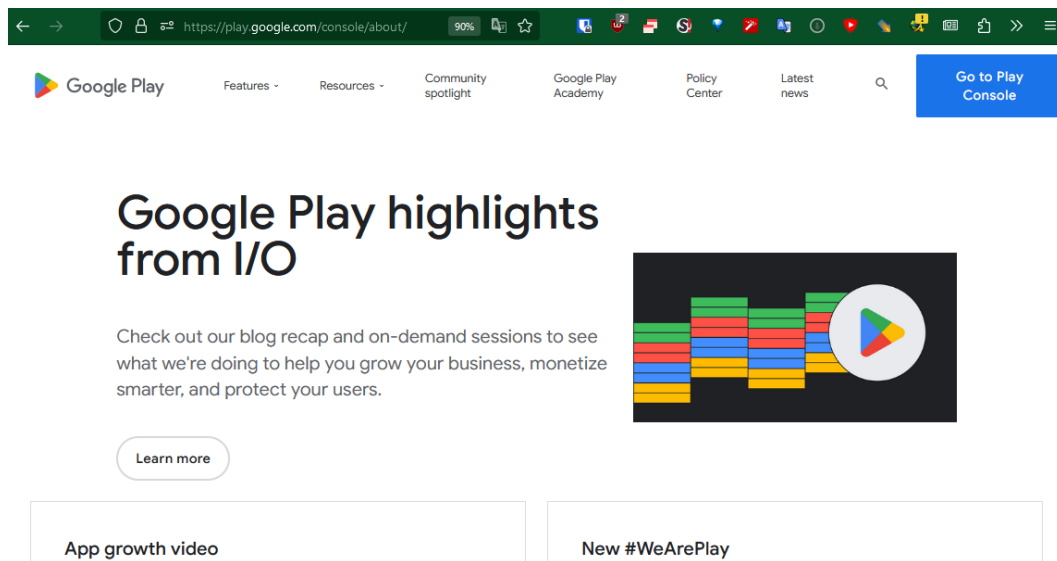 https://play.google.com/console/about/
90%
2
Google Play
Features
Resources
Community
spotlight
Google Play
Academy
Policy
Center
Latest
news
Go to Play
Console
Google Play highlights
from I/O
Check out our blog recap and on-demand sessions to see
what we're doing to help you grow your business, monetize
smarter, and protect your users.
Learn more
App growth video
New #WeArePlay